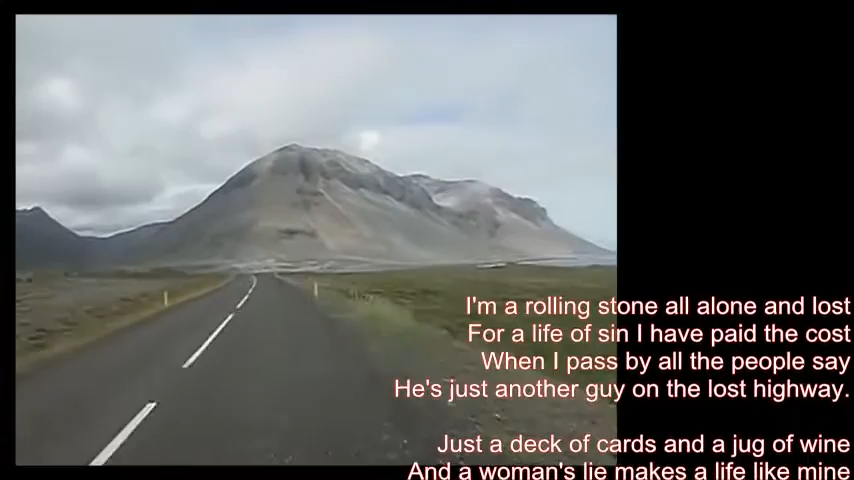 I'm a rolling stone all alone and lost
For a life of sin I have paid the cost
When I pass by all the people say
He's just another guy on the lost highway.
Just a deck of cards and a jug of wine
And a woman's lie makes a life like mine